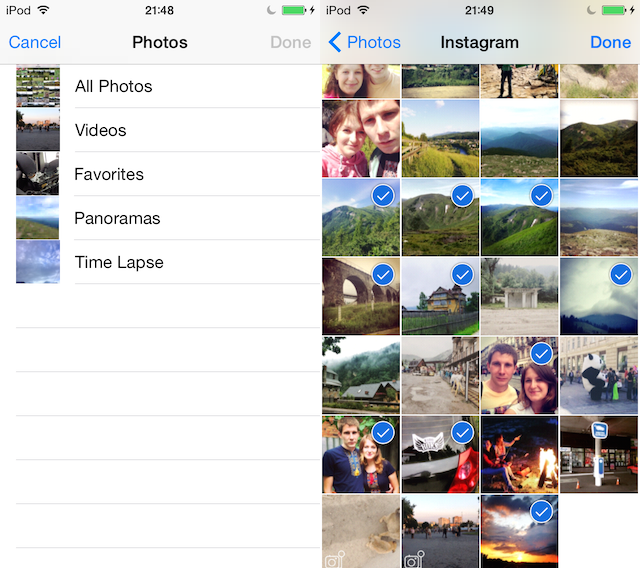 iPod 21:48
Cancel Photos Done
All Photos
Videos
Favorites
Panoramas
Time Lapse
iPod 21:49
Photos Instagram Done